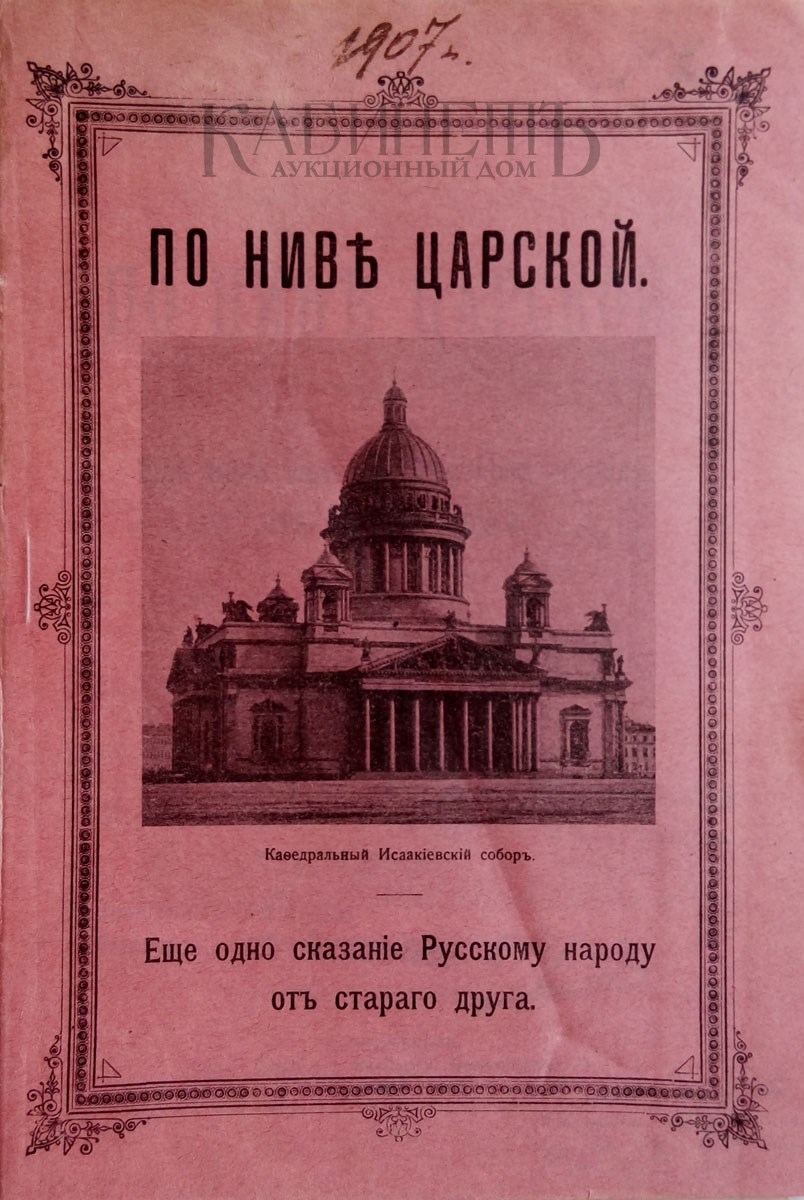 1907 г.
КАБИНЕТЪ
АУКЦИОННЫЙ ДОМ
ПО НИВѢ ЦАРСКОЙ.
Каѳедральный Исаакіевскій соборъ.
Еще одно сказаніе Русскому народу
отъ стараго друга.